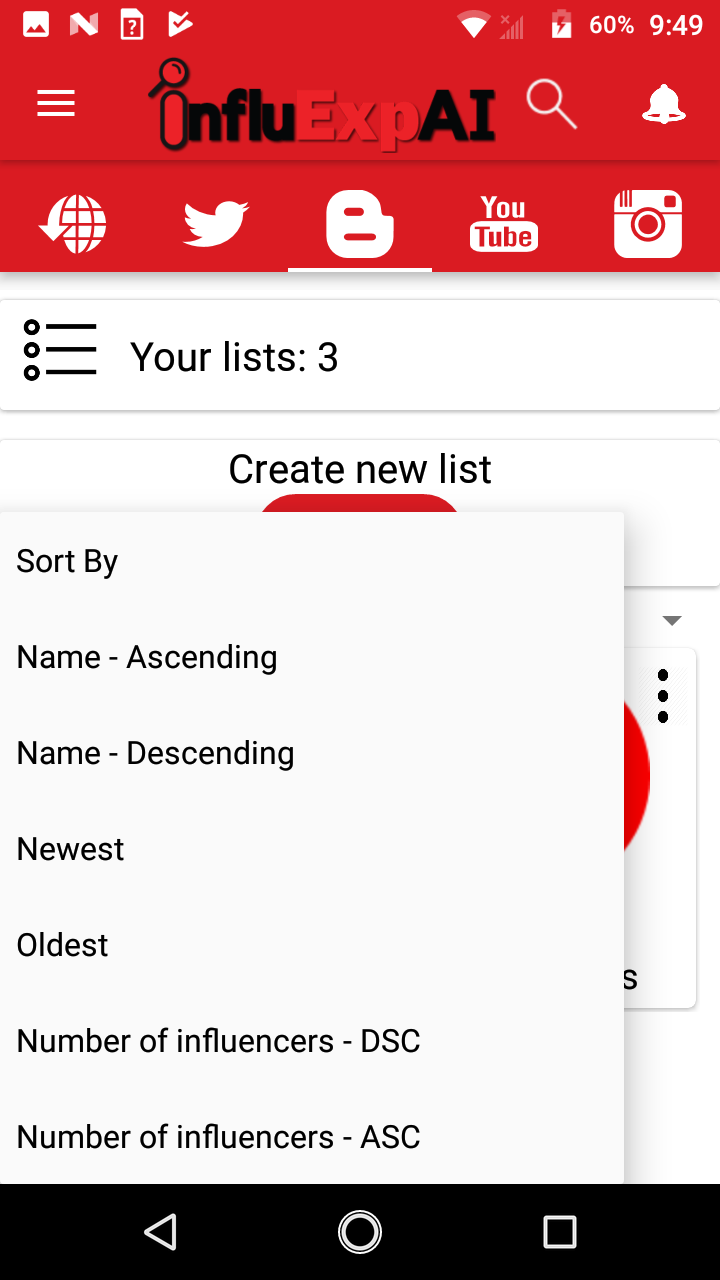 60% 9:49
influExpAI
You
Tube
Your lists: 3
Create new list
Sort By
Name - Ascending
Name - Descending
Newest
Oldest
s
Number of influencers - DSC
Number of influencers - ASC